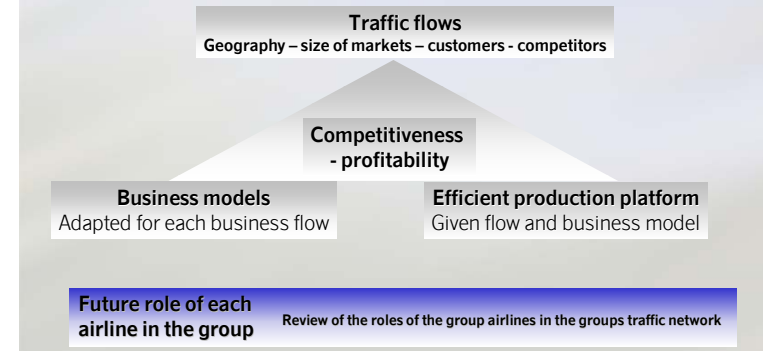 Traffic flows
Geography – size of markets – customers - competitors
Competitiveness
- profitability
Business models
Adapted for each business flow
Efficient production platform
Given flow and business model
Future role of each
airline in the group
Review of the roles of the group airlines in the groups traffic network